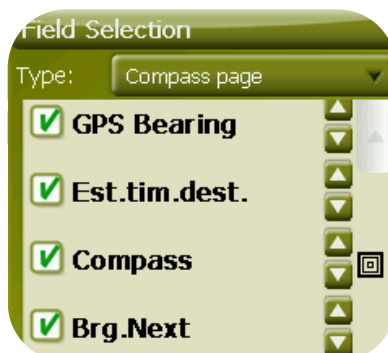 Field Selection
Type: Compass page
GPS Bearing
Est.tim.dest.
Compass
Brg.Next